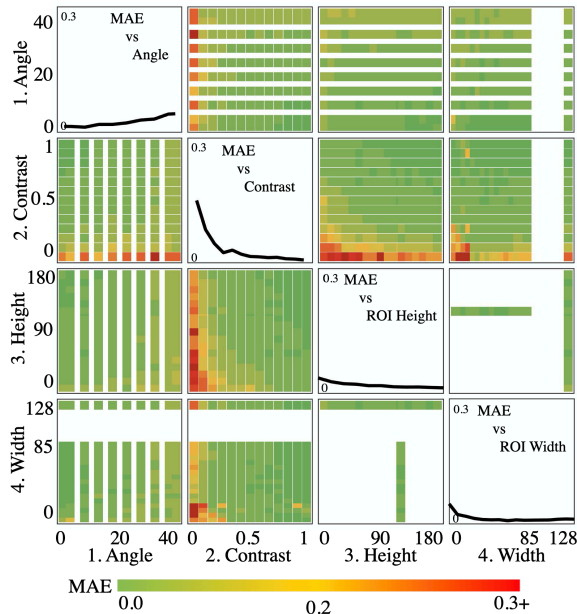 40
20
0
1. Angle
0.3
MAE
vs
Angle
0
1
0.5
0
2. Contrast
0.3
MAE
vs
Contrast
0
180
90
0
3. Height
0.3
MAE
vs
ROI Height
0
128
85
0
4. Width
0.3
MAE
vs
ROI Width
0
0 20 40
0 0.5 1
0 90 180
0 85 128
1. Angle 2. Contrast 3. Height 4. Width
MAE
0.0 0.2 0.3+